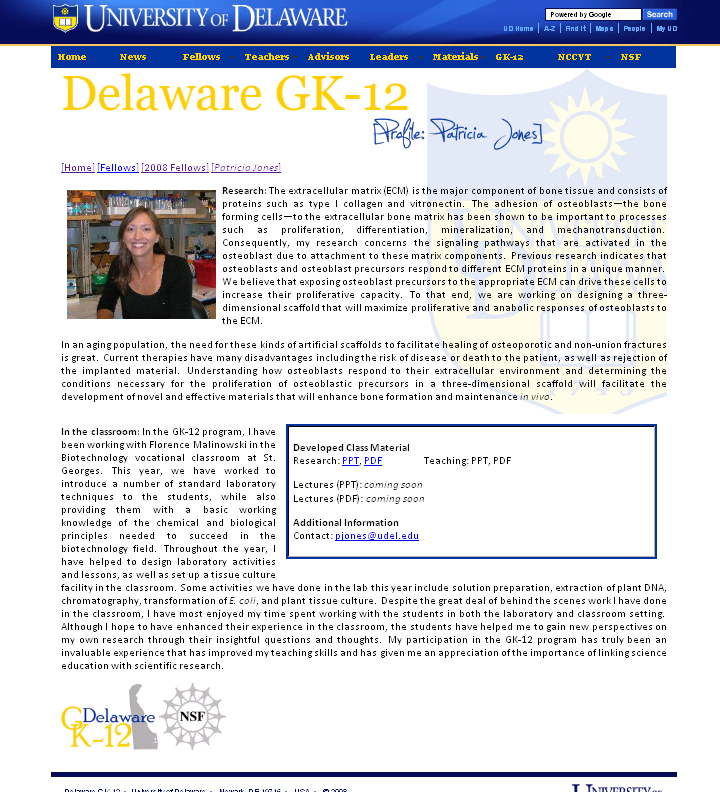 UNIVERSITY OF DELAWARE
Powered by Google Search
UD Home A-Z Find it Maps People My UD
Home News Fellows Teachers Advisors Leaders Materials GK-12 NCCVT NSF
Delaware GK-12
[Profile: Patricia Jones]
[Home] [Fellows] [2008 Fellows] [Patricia Jones]
Research: The extracellular matrix (ECM) is the major component of bone tissue and consists of
proteins such as type I collagen and vitronectin. The adhesion of osteoblasts—the bone
forming cells—to the extracellular bone matrix has been shown to be important to processes
such as proliferation, differentiation, mineralization, and mechanotransduction.
Consequently, my research concerns the signaling pathways that are activated in the
osteoblast due to attachment to these matrix components. Previous research indicates that
osteoblasts and osteoblast precursors respond to different ECM proteins in a unique manner.
We believe that exposing osteoblast precursors to the appropriate ECM can drive these cells to
increase their proliferative capacity. To that end, we are working on designing a three-
dimensional scaffold that will maximize proliferative and anabolic responses of osteoblasts to
the ECM.
In an aging population, the need for these kinds of artificial scaffolds to facilitate healing of osteoporotic and non-union fractures
is great. Current therapies have many disadvantages including the risk of disease or death to the patient, as well as rejection of
the implanted material. Understanding how osteoblasts respond to their extracellular environment and determining the
conditions necessary for the proliferation of osteoblastic precursors in a three-dimensional scaffold will facilitate the
development of novel and effective materials that will enhance bone formation and maintenance in vivo.
In the classroom: In the GK-12 program, I have
been working with Florence Malinowski in the
Biotechnology vocational classroom at St.
Georges. This year, we have worked to
introduce a number of standard laboratory
techniques to the students, while also
providing them with a basic working
knowledge of the chemical and biological
principles needed to succeed in the
biotechnology field. Throughout the year, I
have helped to design laboratory activities
and lessons, as well as set up a tissue culture
facility in the classroom. Some activities we have done in the lab this year include solution preparation, extraction of plant DNA,
chromatography, transformation of E. coli, and plant tissue culture. Despite the great deal of behind the scenes work I have done
in the classroom, I have most enjoyed my time spent working with the students in both the laboratory and classroom setting.
Although I hope to have enhanced their experience in the classroom, the students have helped me to gain new perspectives on
my own research through their insightful questions and thoughts. My participation in the GK-12 program has truly been an
invaluable experience that has improved my teaching skills and has given me an appreciation of the importance of linking science
education with scientific research.
Developed Class Material
Research: PPT, PDF Teaching: PPT, PDF
Lectures (PPT): coming soon
Lectures (PDF): coming soon
Additional Information
Contact: pjones@udel.edu
Delaware
GK-12
NSF
Delaware GK-12 • University of Delaware • Newark, DE 19716 • USA • © 2008
UNIVERSITY OF